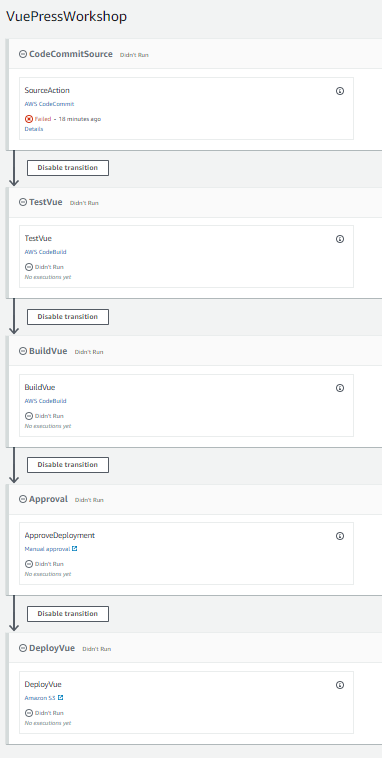 VuePressWorkshop
CodeCommitSource Didn't Run
SourceAction
AWS CodeCommit
Failed - 18 minutes ago
Details
Disable transition
TestVue Didn't Run
TestVue
AWS CodeBuild
Didn't Run
No executions yet
Disable transition
BuildVue Didn't Run
BuildVue
AWS CodeBuild
Didn't Run
No executions yet
Disable transition
Approval Didn't Run
ApproveDeployment
Manual approval
Didn't Run
No executions yet
Disable transition
DeployVue Didn't Run
DeployVue
Amazon S3
Didn't Run
No executions yet